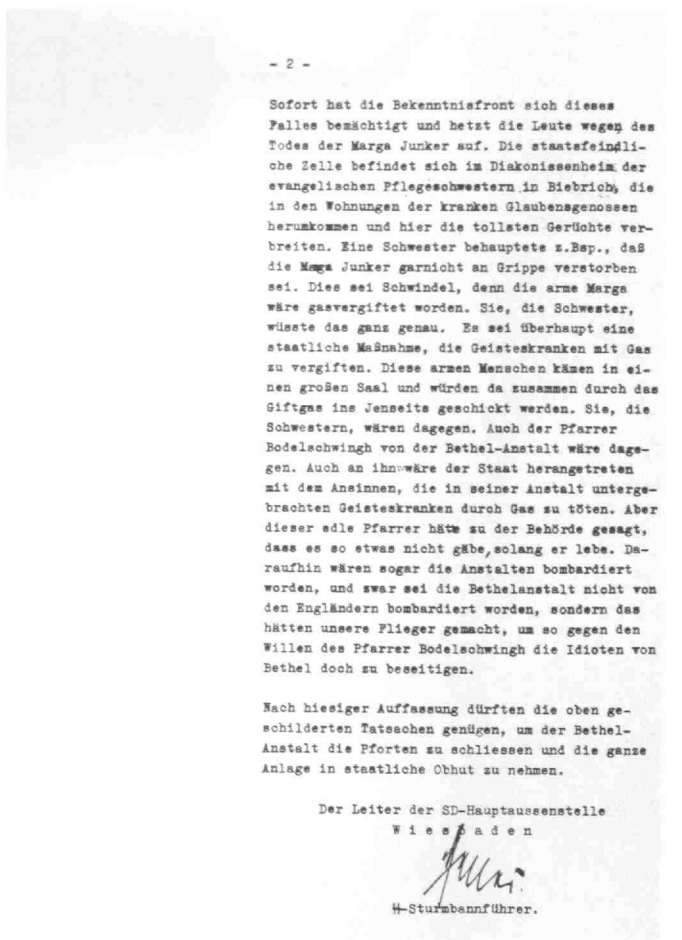 - 2 -
Sofort hat die Bekenntnisfront sich dieses
Falles bemächtigt und hetzt die Leute wegen des
Todes der Marga Junker auf. Die staatsfeindli-
che Zelle befindet sich im Diakonissenheim der
evangelischen Pflegeschwestern in Biebrich, die
in den Wohnungen der kranken Glaubensgenossen
herumkommen und hier die tollsten Gerüchte ver-
breiten. Eine Schwester behauptete z.Bsp., daß
die Marga Junker garnicht an Grippe verstorben
sei. Dies sei Schwindel, denn die arme Marga
wäre gasvergiftet worden. Sie, die Schwester,
wüsste das ganz genau. Es sei überhaupt eine
staatliche Maßnahme, die Geisteskranken mit Gas
zu vergiften. Diese armen Menschen kämen in ei-
nen großen Saal und würden da zusammen durch das
Giftgas ins Jenseits geschickt werden. Sie, die
Schwestern, wären dagegen. Auch der Pfarrer
Bodelschwingh von der Bethel-Anstalt wäre dage-
gen. Auch an ihn wäre der Staat herangetreten
mit dem Ansinnen, die in seiner Anstalt unterge-
brachten Geisteskranken durch Gas zu töten. Aber
dieser edle Pfarrer hätte zu der Behörde gesagt,
dass es so etwas nicht gäbe, solang er lebe. Da-
raufhin wären sogar die Anstalten bombardiert
worden, und zwar sei die Bethelanstalt nicht von
den Engländern bombardiert worden, sondern das
hätten unsere Flieger gemacht, um so gegen den
Willen des Pfarrer Bodelschwingh die Idioten von
Bethel doch zu beseitigen.
Nach hiesiger Auffassung dürften die oben ge-
schilderten Tatsachen genügen, um der Bethel-
Anstalt die Pforten zu schliessen und die ganze
Anlage in staatliche Obhut zu nehmen.
Der Leiter der SD-Hauptaussenstelle
W i e s b a d e n
SS-Sturmbannführer.